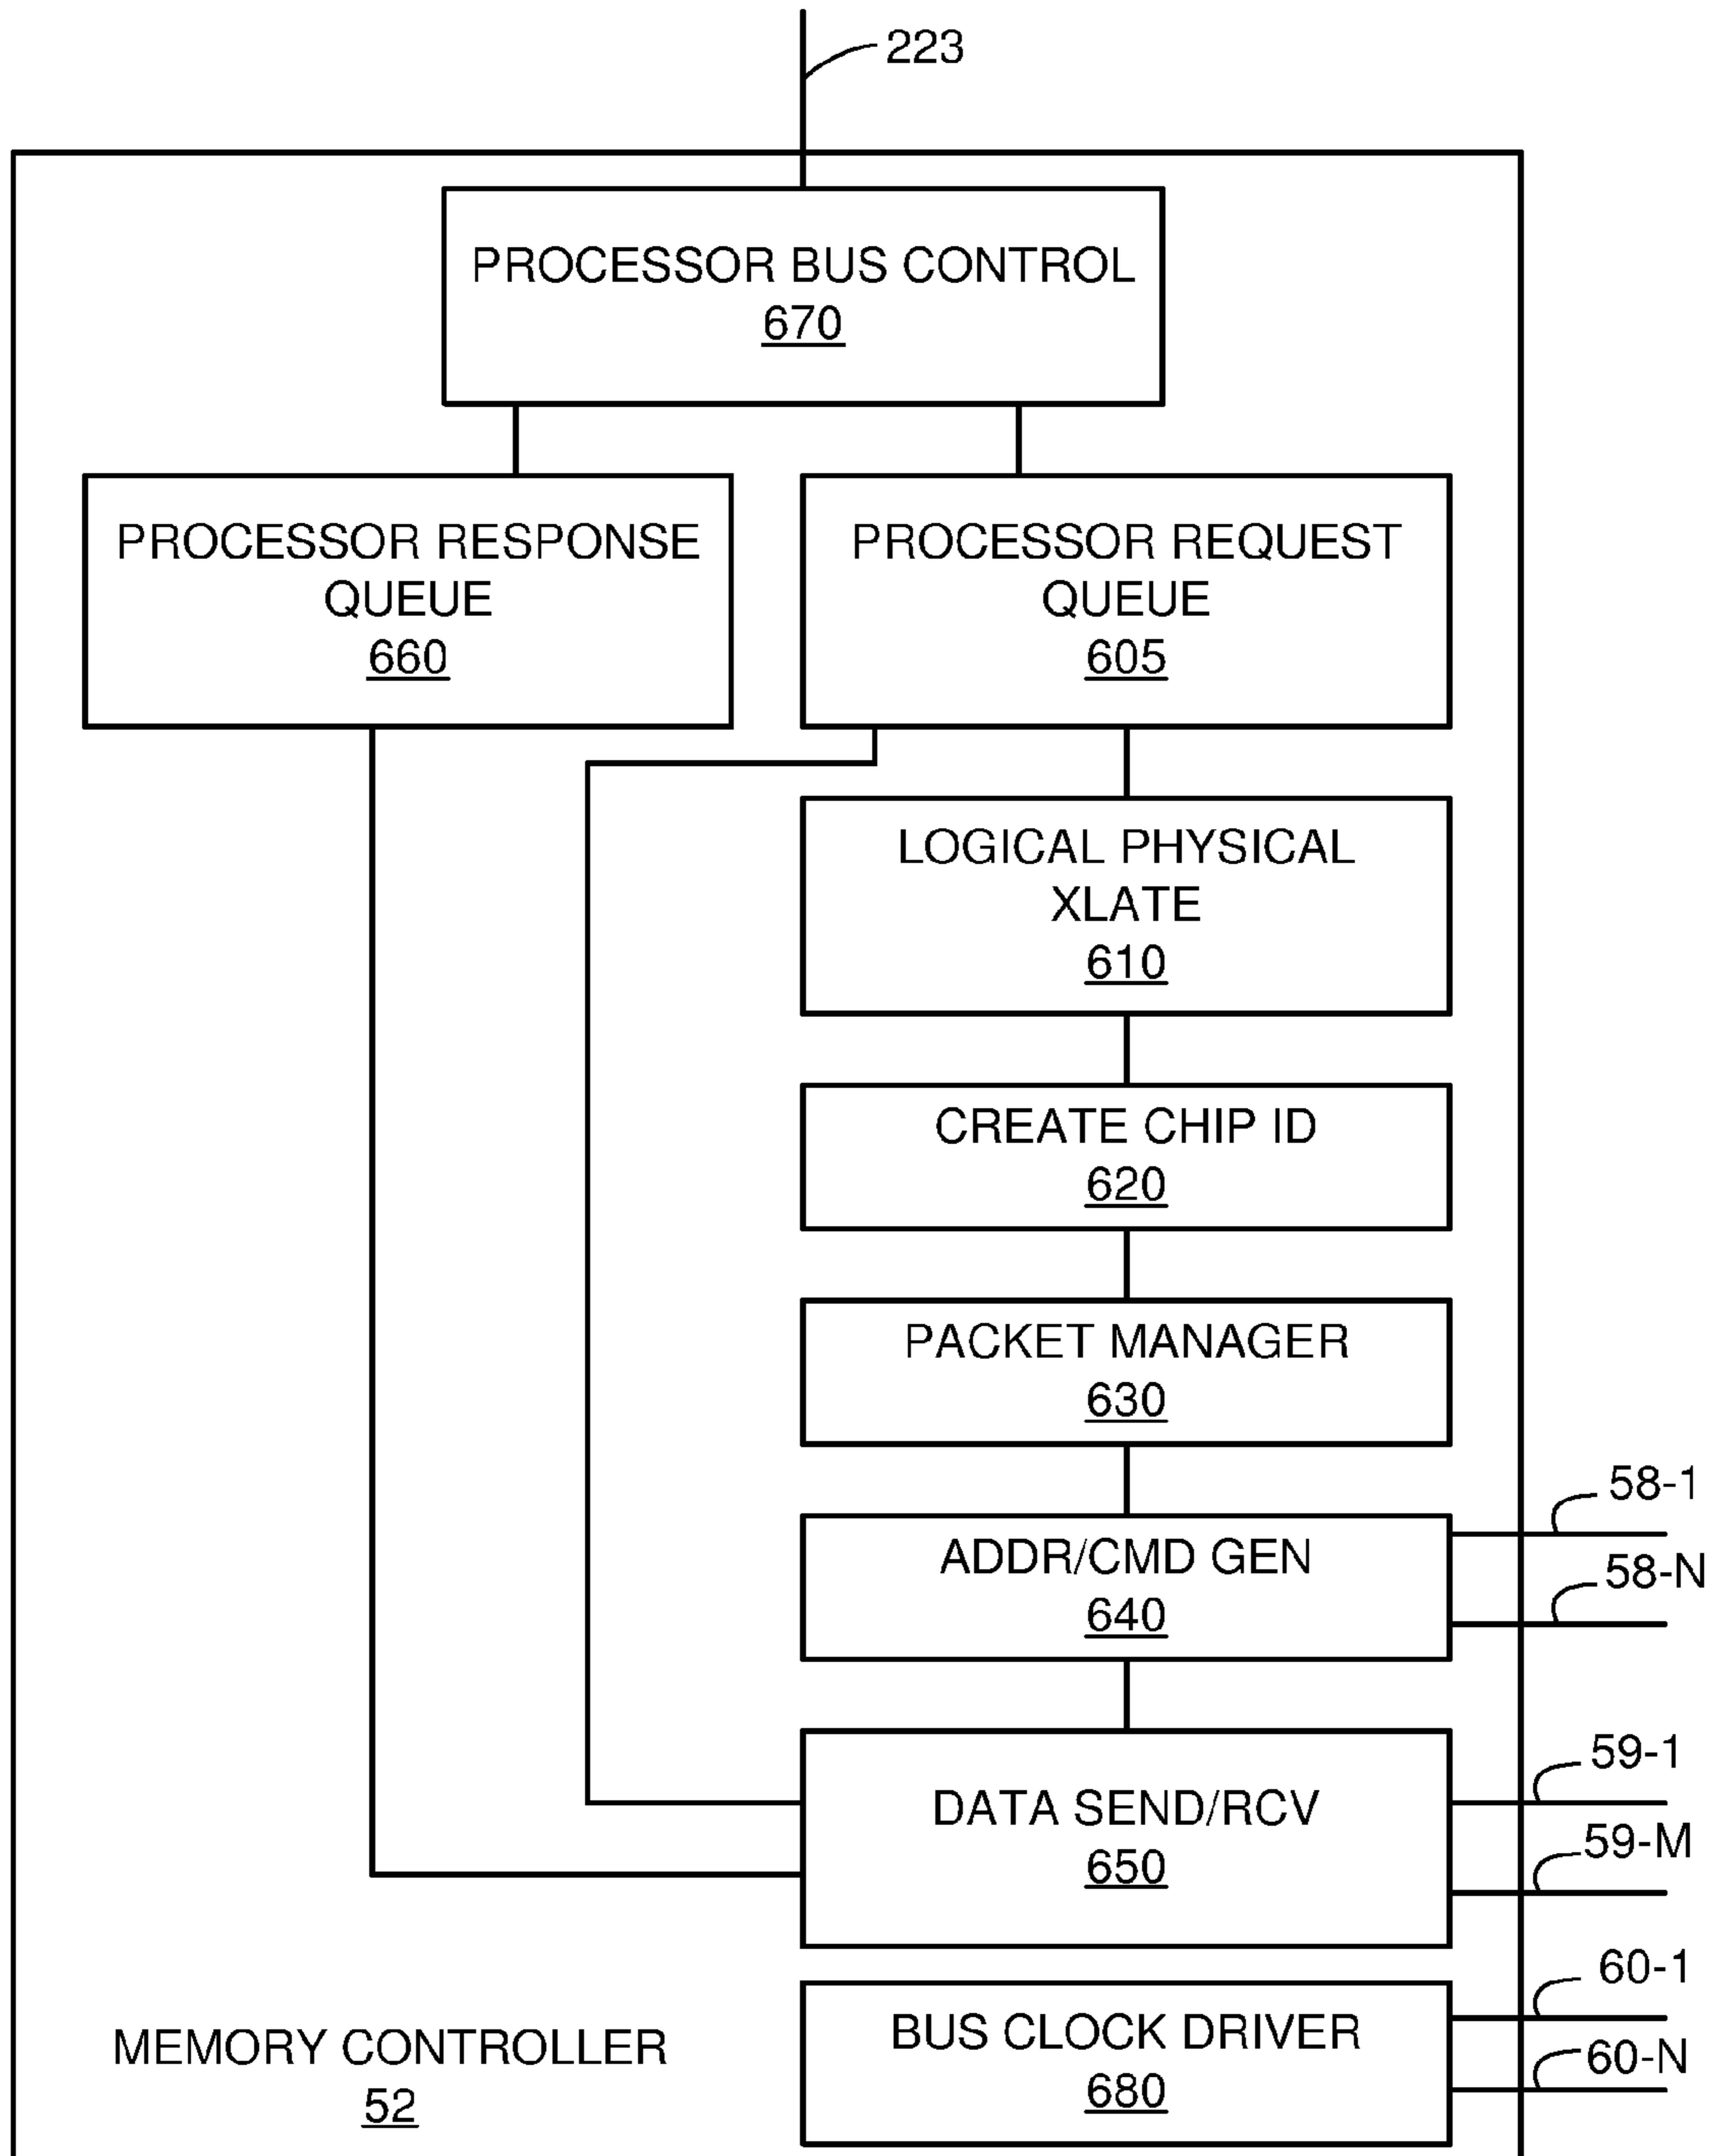 223
PROCESSOR BUS CONTROL
670
PROCESSOR RESPONSE
QUEUE
660
PROCESSOR REQUEST
QUEUE
605
LOGICAL PHYSICAL
XLATE
610
CREATE CHIP ID
620
PACKET MANAGER
630
ADDR/CMD GEN
640
58-1
58-N
DATA SEND/RCV
650
59-1
59-M
BUS CLOCK DRIVER
680
60-1
60-N
MEMORY CONTROLLER
52